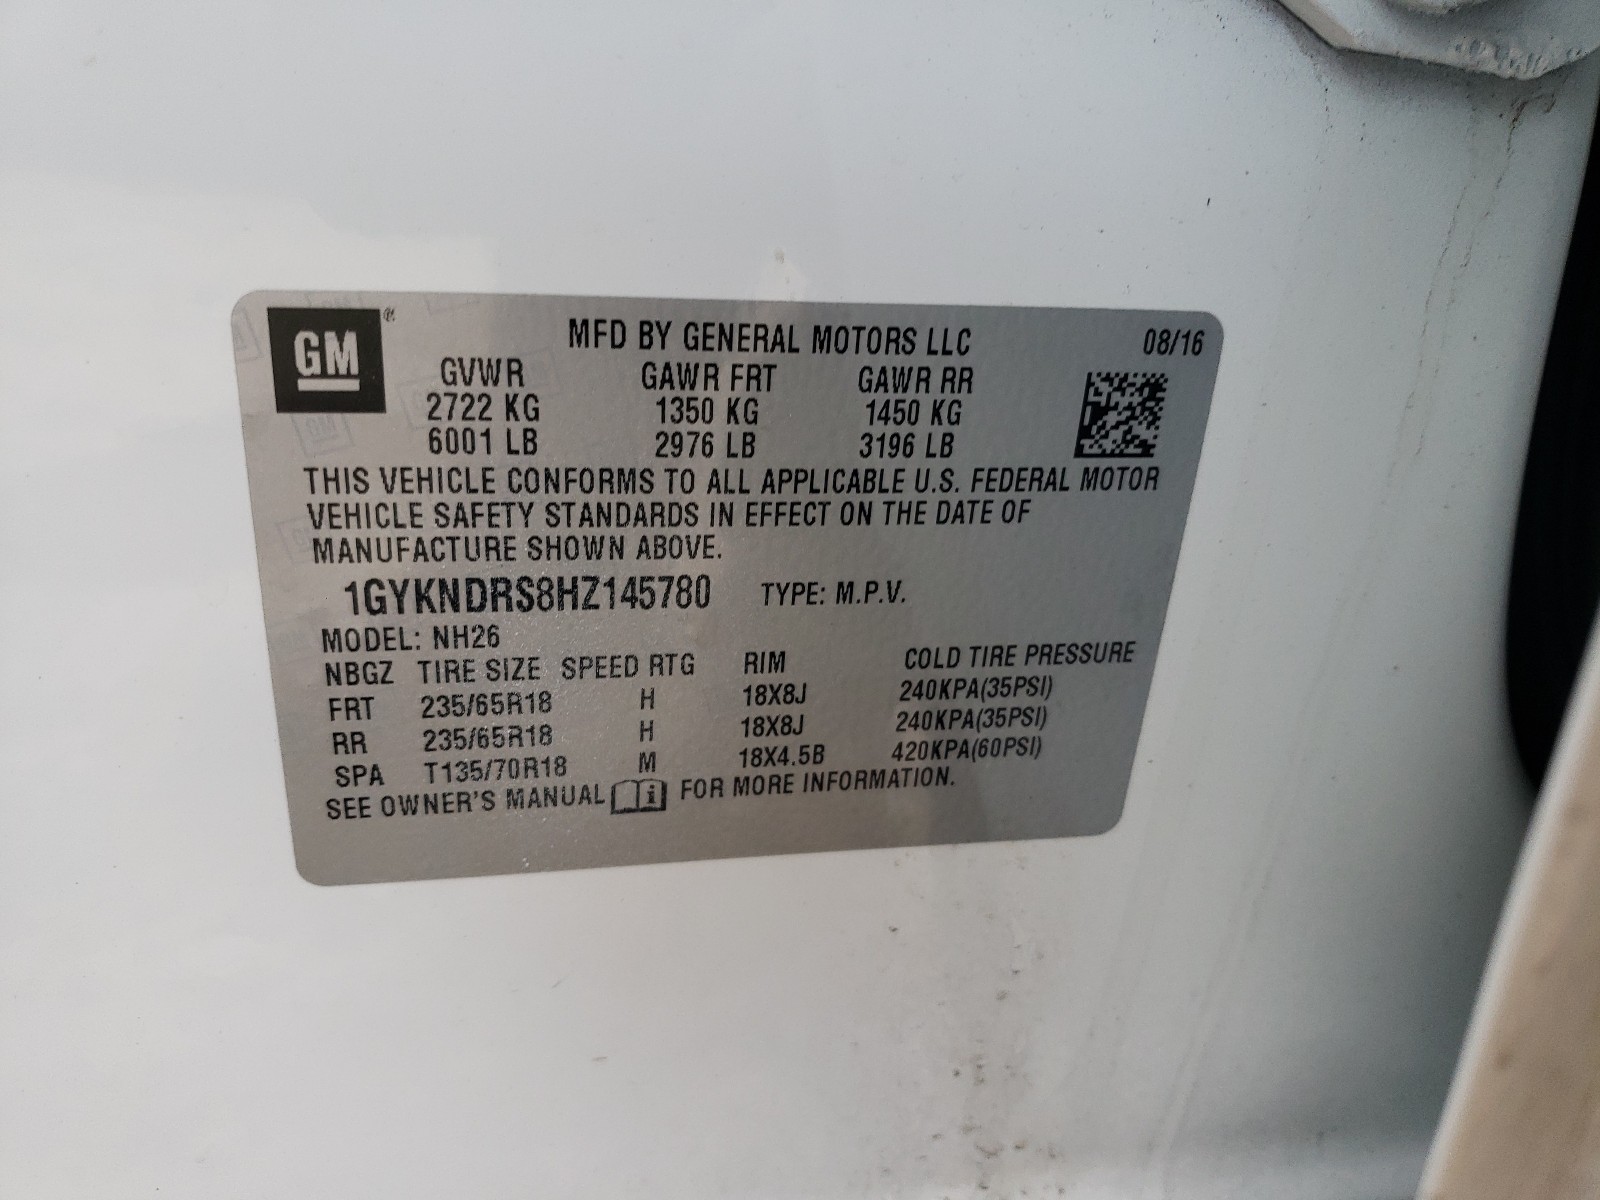 GM
MFD BY GENERAL MOTORS LLC 08/16
GVWR GAWR FRT GAWR RR
2722 KG 1350 KG 1450 KG
6001 LB 2976 LB 3196 LB
THIS VEHICLE CONFORMS TO ALL APPLICABLE U.S. FEDERAL MOTOR
VEHICLE SAFETY STANDARDS IN EFFECT ON THE DATE OF
MANUFACTURE SHOWN ABOVE.
1GYKNDRS8HZ145780 TYPE: M.P.V.
MODEL: NH26
NBGZ TIRE SIZE SPEED RTG RIM COLD TIRE PRESSURE
FRT 235/65R18 H 18X8J 240KPA(35PSI)
RR 235/65R18 H 18X8J 240KPA(35PSI)
SPA T135/70R18 M 18X4.5B 420KPA(60PSI)
SEE OWNER'S MANUAL i FOR MORE INFORMATION.